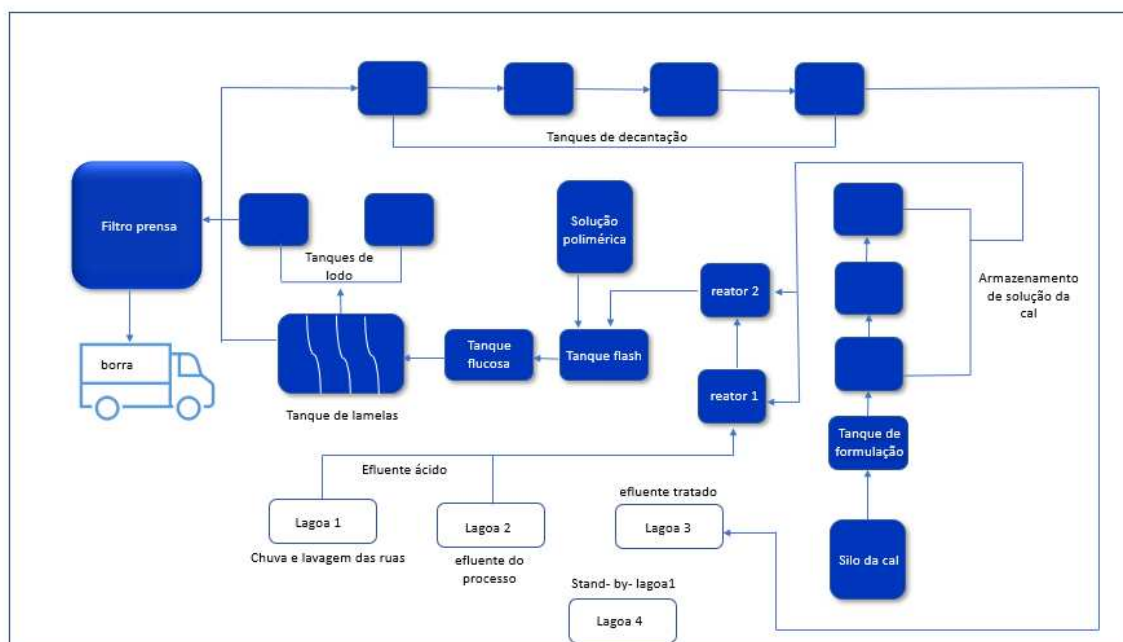 Tanques de decantação
Filtro prensa
Tanques de
lodo
Solução
polimérica
reator 2
Armazenamento
de solução da
cal
borra
Tanque
flucosa
Tanque flash
reator 1
Tanque de lamelas
Tanque de
formulação
Efluente ácido
efluente tratado
Lagoa 1
Lagoa 2
Lagoa 3
Silo da cal
Chuva e lavagem das ruas
efluente do
processo
Stand- by- lagoa1
Lagoa 4